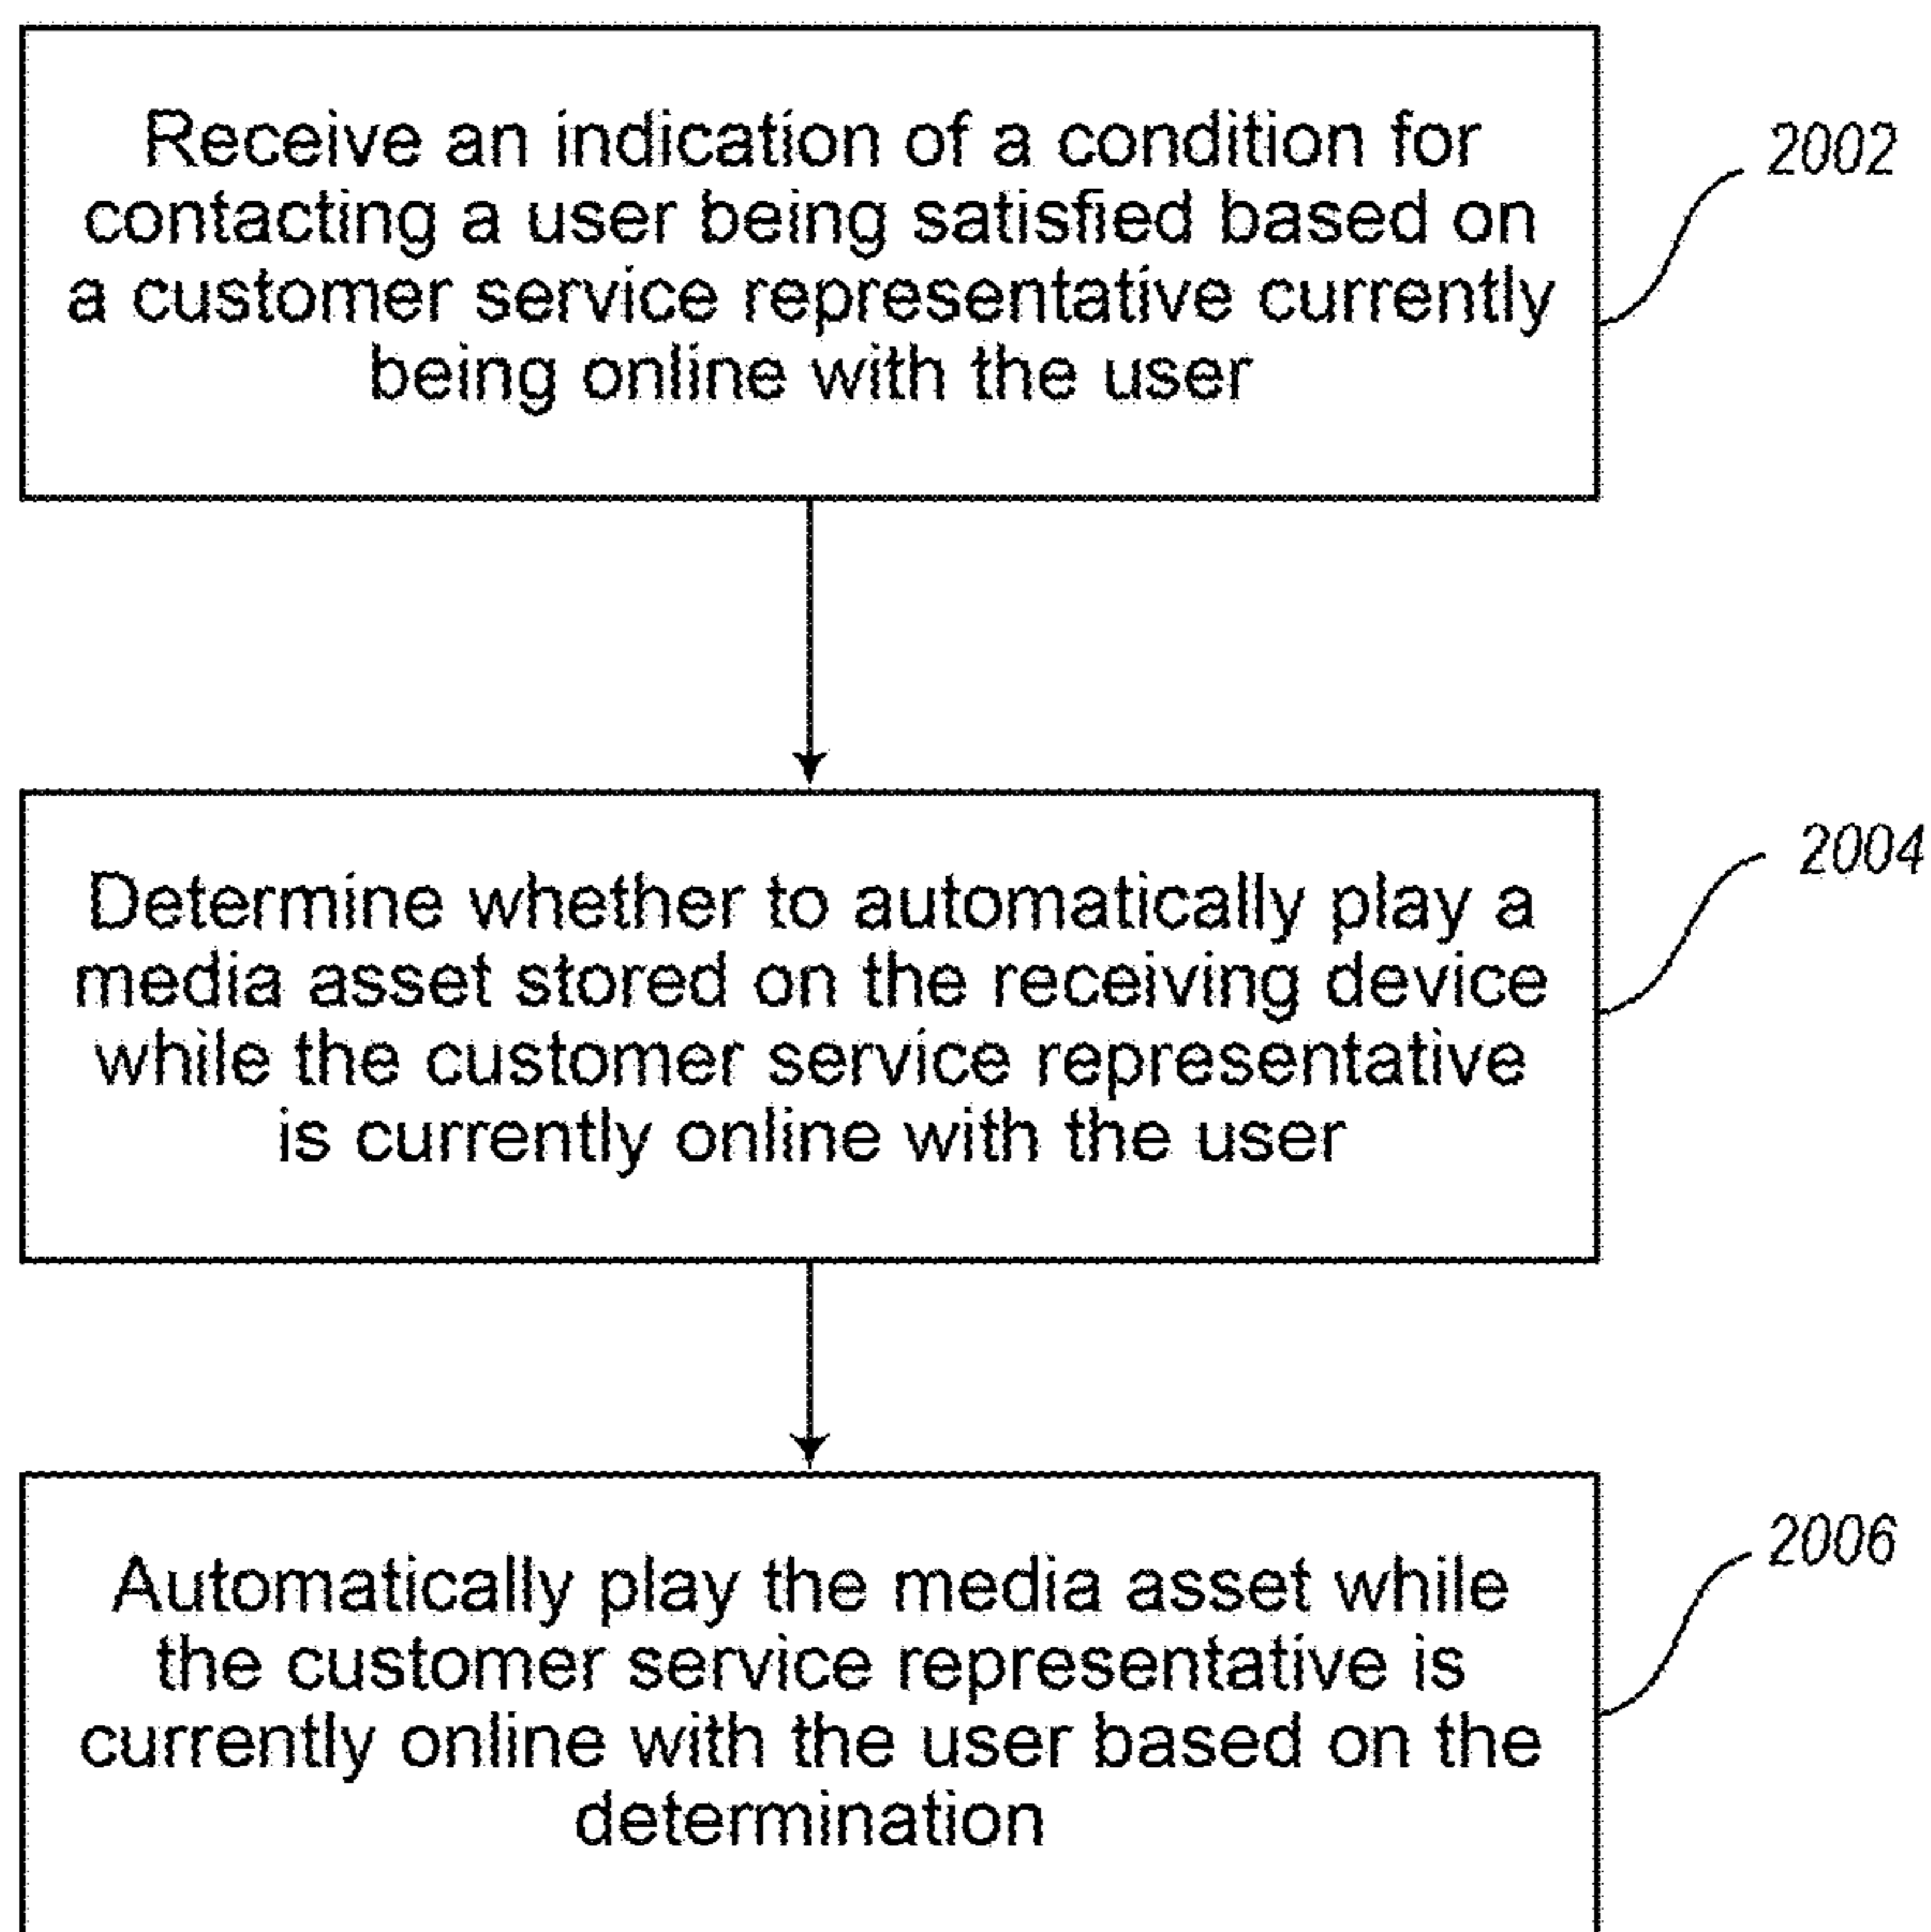 Receive an indication of a condition for
contacting a user being satisfied based on
a customer service representative currently
being online with the user
2002
Determine whether to automatically play a
media asset stored on the receiving device
while the customer service representative
is currently online with the user
2004
Automatically play the media asset while
the customer service representative is
currently online with the user based on the
determination
2006